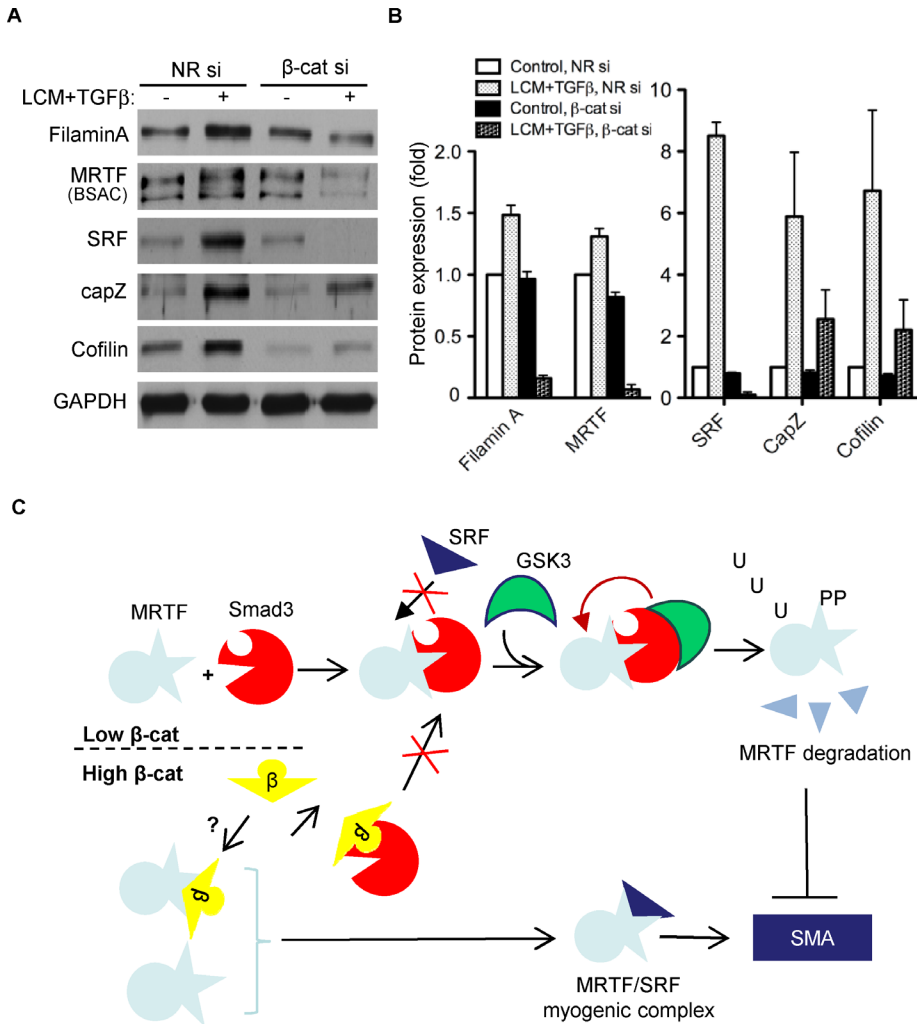 A
NR si
β-cat si
LCM+TGFβ:
-
+
-
+
FilaminA
MRTF
(BSAC)
SRF
capZ
Cofilin
GAPDH
B
Control, NR si
LCM+TGFβ, NR si
Control, β-cat si
LCM+TGFβ, β-cat si
Protein expression (fold)
2.0
1.5
1.0
0.5
0
Filamin A
MRTF
10
8
6
4
2
0
SRF
CapZ
Cofilin
C
MRTF
+
Smad3
SRF
GSK3
U
U
U
PP
MRTF degradation
Low β-cat
High β-cat
β
?
β
β
MRTF/SRF
myogenic complex
SMA